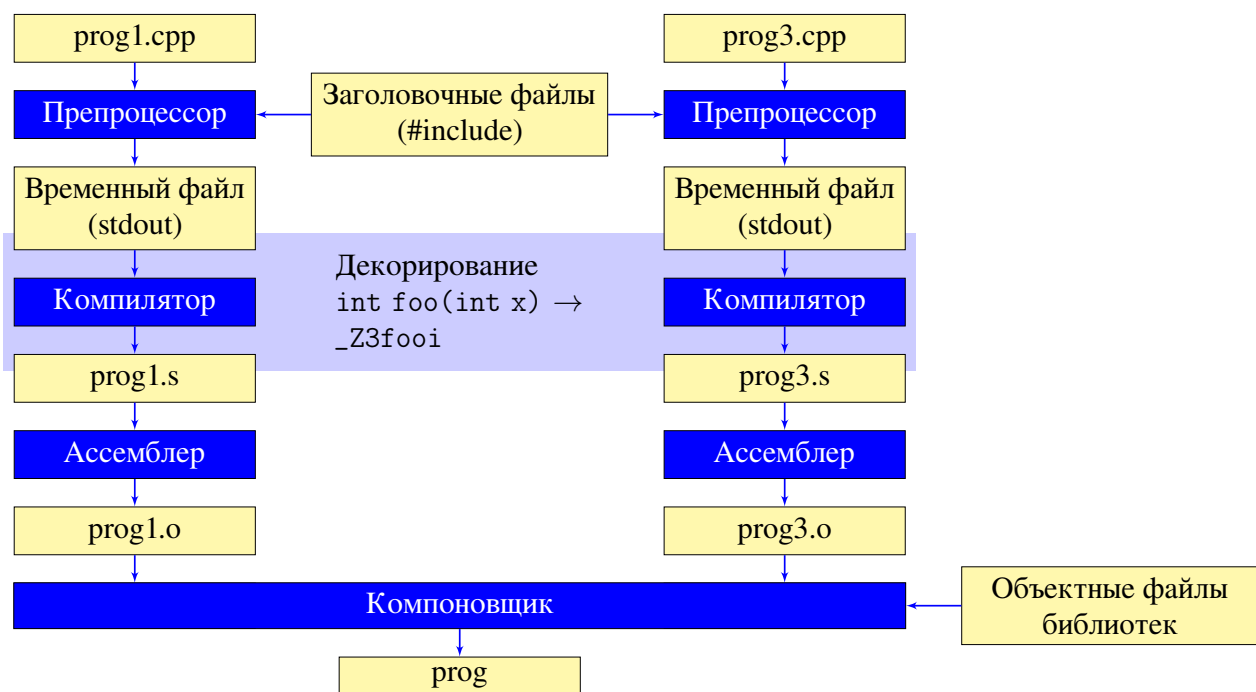 prog1.cpp
prog3.cpp
Препроцессор
Заголовочные файлы
(#include)
Препроцессор
Временный файл
(stdout)
Временный файл
(stdout)
Декорирование
int foo(int x) →
_Z3fooi
Компилятор
Компилятор
prog1.s
prog3.s
Ассемблер
Ассемблер
prog1.o
prog3.o
Компоновщик
Объектные файлы
библиотек
prog